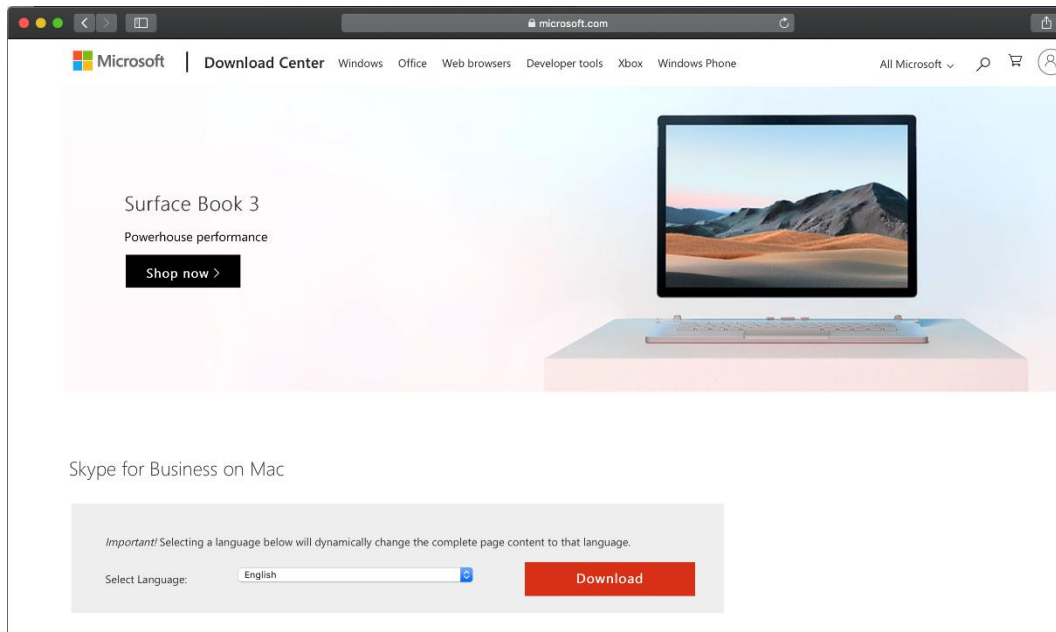 microsoft.com
Microsoft Download Center Windows Office Web browsers Developer tools Xbox Windows Phone All Microsoft
Surface Book 3
Powerhouse performance
Shop now >
Skype for Business on Mac
Important! Selecting a language below will dynamically change the complete page content to that language.
Select Language: English Download